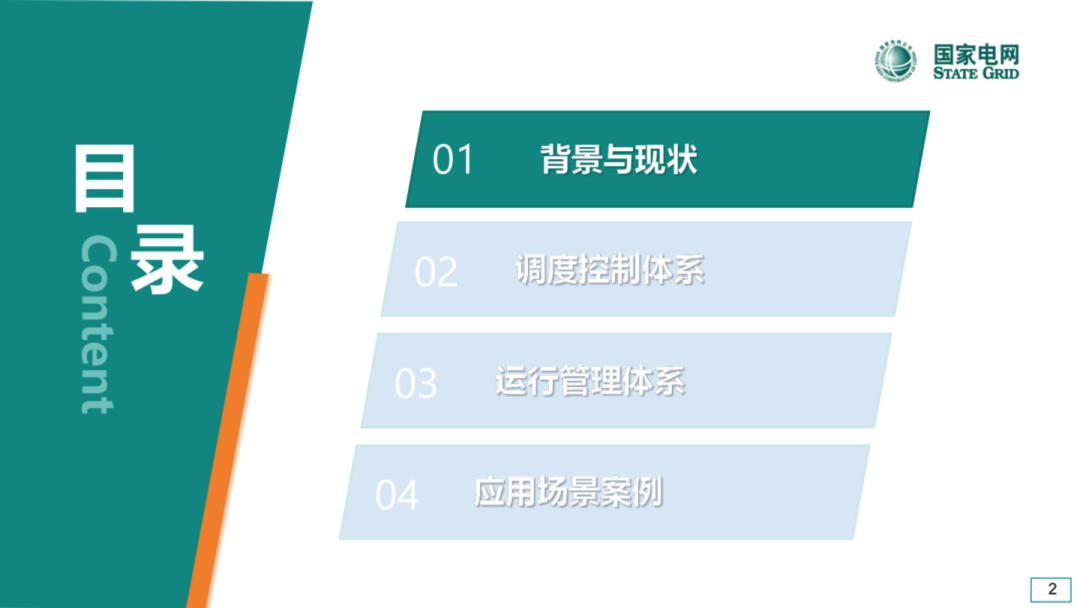 国家电网
STATE GRID
目录
Content
01 背景与现状
02 调度控制体系
03 运行管理体系
04 应用场景案例
2